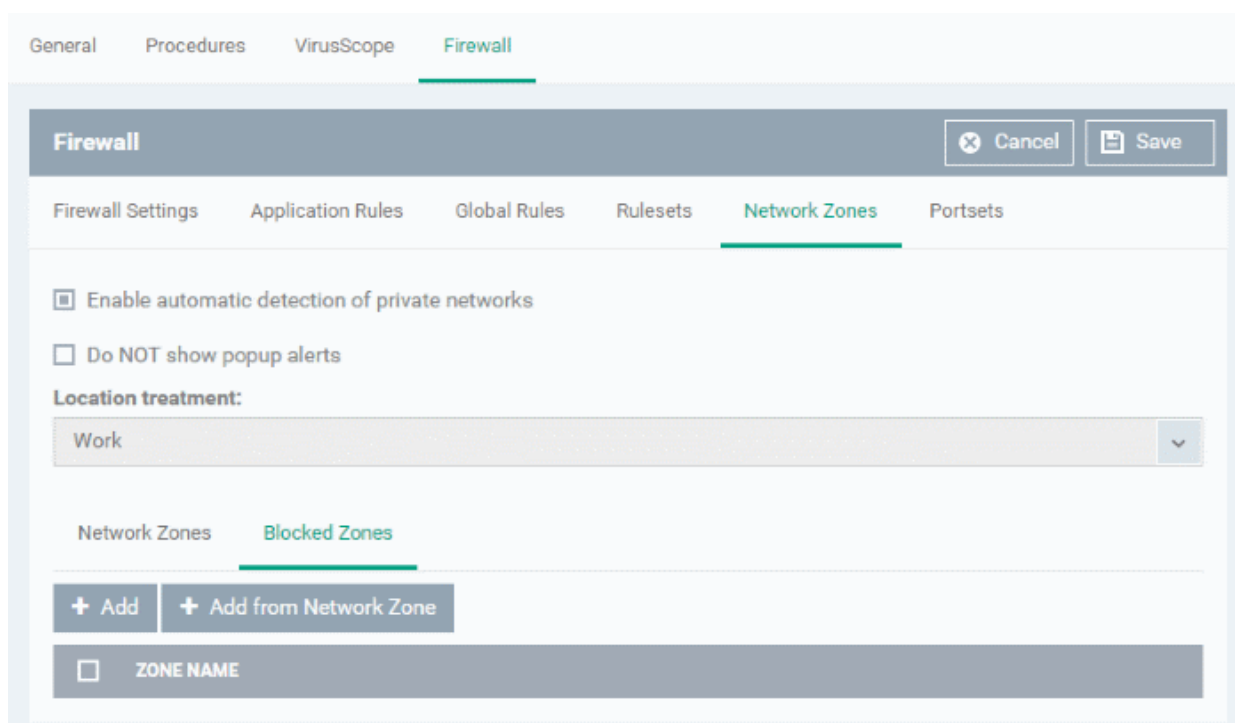 General Procedures VirusScope Firewall
Firewall Cancel Save
Firewall Settings Application Rules Global Rules Rulesets Network Zones Portsets
Enable automatic detection of private networks
Do NOT show popup alerts
Location treatment:
Work
Network Zones Blocked Zones
+ Add + Add from Network Zone
ZONE NAME